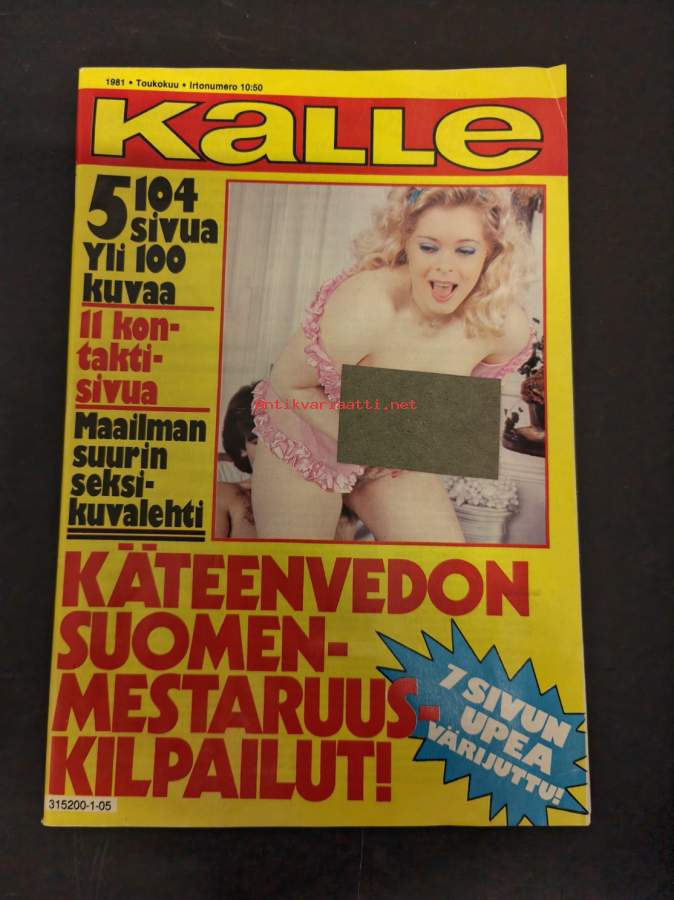 1981 • Toukokuu • Irtonumero 10:50
KaLLe
5 104
sivua
Yli 100
kuvaa
11 kon-
takti-
sivua
Maailman
suurin
seksi-
kuvalehti
Antikvariaatti.net
KÄTEENVEDON
SUOMEN-
MESTARUUS-
KILPAILUT!
7 SIVUN
UPEA
VÄRIJUTTU!
315200-1-05